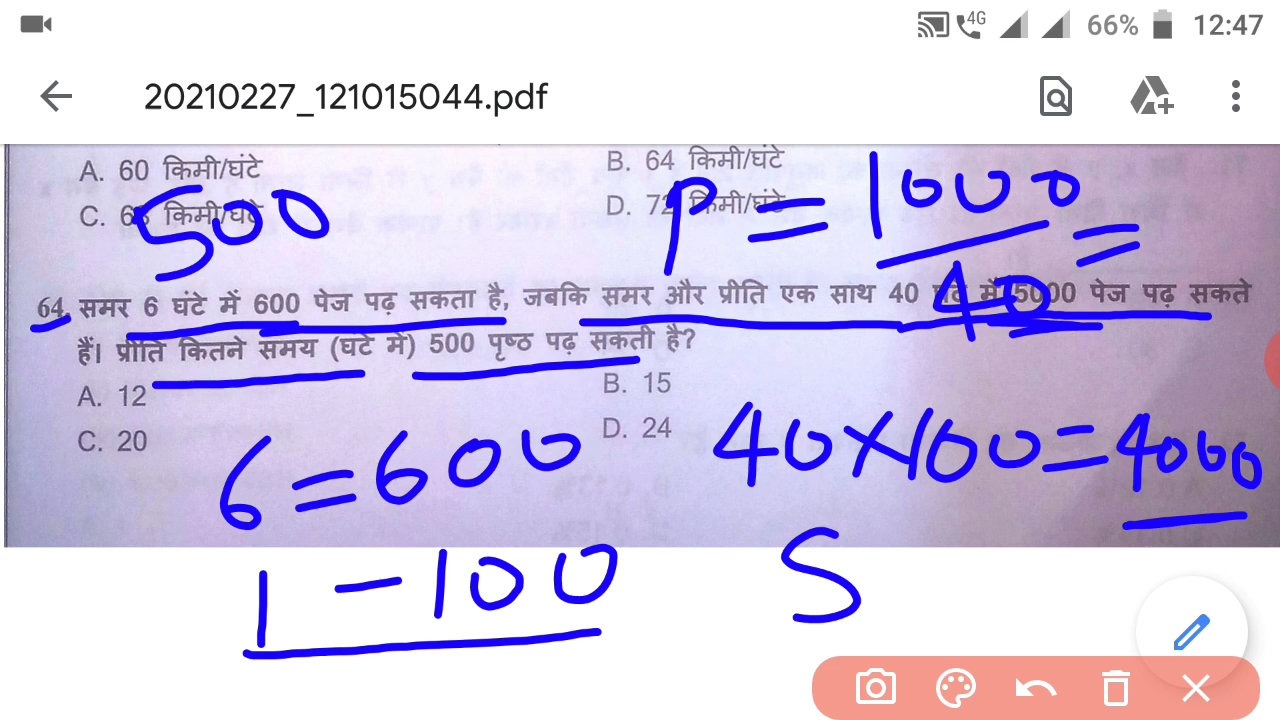 4G 66% 12:47
20210227_121015044.pdf
A. 60 किमी/घंटे
B. 64 किमी/घंटे
C. किमी/घंटे
D. 72 किमी/घंटे
500
P = 1000 =
40
64. समर 6 घंटे में 600 पेज पढ़ सकता है, जबकि समर और प्रीति एक साथ 40 घंटे में 5000 पेज पढ़ सकते
हैं। प्रीति कितने समय (घंटे में) 500 पृष्ठ पढ़ सकती है?
A. 12
B. 15
C. 20
D. 24
6 = 600
40×100=4000
1 - 100
S